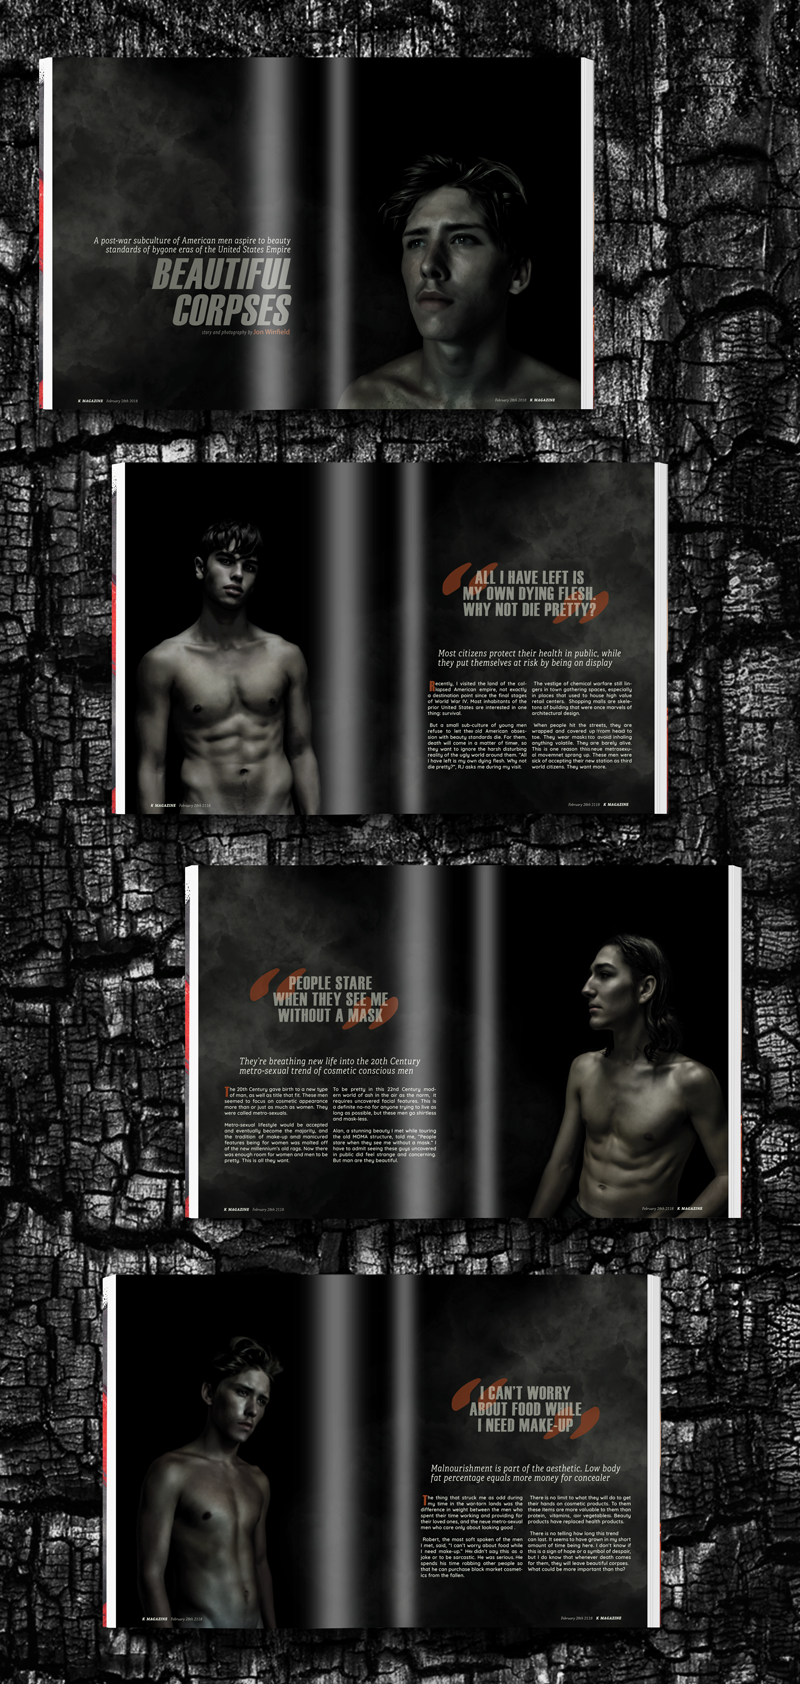 A post-war subculture of American men aspire to beauty
standards of bygone eras of the United States Empire
BEAUTIFUL
CORPSES
story and photography by Jon Winfield
K MAGAZINE February 28th 2118
February 28th 2118 K MAGAZINE
ALL I HAVE LEFT IS
MY OWN DYING FLESH.
WHY NOT DIE PRETTY?
Most citizens protect their health in public, while
they put themselves at risk by being on display
Recently, I visited the land of the col-
lapsed American empire, not exactly
a destination point since the final stages
of World War IV. Most inhabitants of the
prior United States are interested in one
thing: survival.
But a small sub-culture of young men
refuse to let their old American obses-
sion with beauty standards die. For them,
death will come in a matter of time, so
they want to ignore the harsh disturbing
reality of the ugly world around them. "All
I have left is my own dying flesh. Why not
die pretty?", RJ asks me during my visit.
The vestige of chemical warfare still lin-
gers in town gathering spaces, especially
in places that used to house high value
retail centers. Shopping malls are skele-
tons of building that were once marvels of
architectural design.
When people hit the streets, they are
wrapped and covered up from head to
toe. They wear masks to avoid inhaling
anything volatile. They are barely alive.
This is one reason this neue metrosexu-
al movemnet sprang up. These men were
sick of accepting their new station as third
world citizens. They want more.
K MAGAZINE February 28th 2118
February 28th 2118 K MAGAZINE
PEOPLE STARE
WHEN THEY SEE ME
WITHOUT A MASK
They're breathing new life into the 20th Century
metro-sexual trend of cosmetic conscious men
The 20th Century gave birth to a new type
of man, as well as title that fit. These men
seemed to focus on cosmetic appearance
more than or just as much as women. They
were called metro-sexuals.
Metro-sexual lifestyle would be accepted
and eventually become the majority, and
the tradition of make-up and manicured
features being for women was molted off
of the new millennium's old rags. Now there
was enough room for women and men to be
pretty. This is all they want.
To be pretty in this 22nd Century mod-
ern world of ash in the air as the norm, it
requires uncovered facial features. This is
a definite no-no for anyone trying to live as
long as possible, but these men go shirtless
and mask-less.
Alan, a stunning beauty I met while touring
the old MOMA structure, told me, "People
stare when they see me without a mask." I
have to admit seeing these guys uncovered
in public did feel strange and concerning.
But man are they beautiful.
K MAGAZINE February 28th 2118
February 28th 2118 K MAGAZINE
I CAN'T WORRY
ABOUT FOOD WHILE
I NEED MAKE-UP
Malnourishment is part of the aesthetic. Low body
fat percentage equals more money for concealer
The thing that struck me as odd during
my time in the war-torn lands was the
difference in weight between the men who
spent their time working and providing for
their loved ones, and the neue metro-sexual
men who care only about looking good .
Robert, the most soft spoken of the men
I met, said, "I can't worry about food while
I need make-up." He didn't say this as a
joke or to be sarcastic. He was serious. He
spends his time robbing other people so
that he can purchase black market cosmet-
ics from the fallen.
There is no limit to what they will do to get
their hands on cosmetic products. To them
these items are more valuable to them than
protein, vitamins, our vegetables. Beauty
products have replaced health products.
There is no telling how long this trend
can last. It seems to have grown in my short
amount of time being here. I don't know if
this is a sign of hope or a symbol of despair,
but I do know that whenever death comes
for them, they will leave beautiful corpses.
What could be more important than tha?
K MAGAZINE February 28th 2118
February 28th 2118 K MAGAZINE